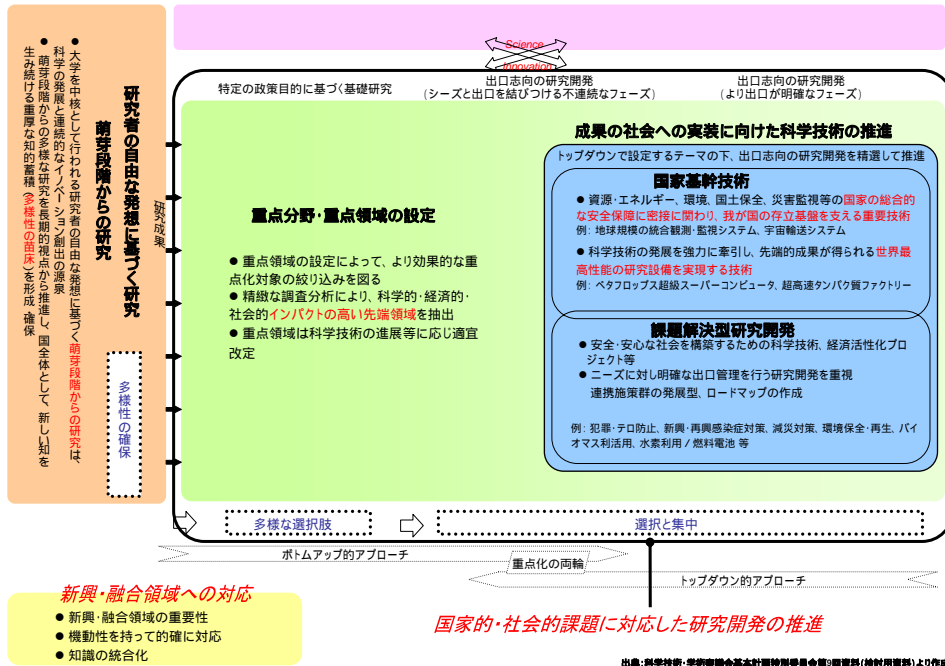 Science
Innovation
特定の政策目的に基づく基礎研究
出口志向の研究開発
(シーズと出口を結びつける不連続なフェーズ)
出口志向の研究開発
(より出口が明確なフェーズ)
研究者の自由な発想に基づく研究
萌芽段階からの研究
● 大学を中核として行われる研究者の自由な発想に基づく萌芽段階からの研究は、
科学の発展と連続的なイノベーション創出の源泉
● 萌芽段階からの多様な研究を長期的視点から推進し、国全体として、新しい知を
生み続ける重厚な知的蓄積(多様性の苗床)を形成、確保
多様性の確保
研究成果
重点分野・重点領域の設定
● 重点領域の設定によって、より効果的な重
点化対象の絞り込みを図る
● 精緻な調査分析により、科学的・経済的・
社会的インパクトの高い先端領域を抽出
● 重点領域は科学技術の進展等に応じ適宜
改定
成果の社会への実装に向けた科学技術の推進
トップダウンで設定するテーマの下、出口志向の研究開発を精選して推進
国家基幹技術
● 資源・エネルギー、環境、国土保全、災害監視等の国家の総合的
な安全保障に密接に関わり、我が国の存立基盤を支える重要技術
例:地球規模の統合観測・監視システム、宇宙輸送システム
● 科学技術の発展を強力に牽引し、先端的成果が得られる世界最
高性能の研究設備を実現する技術
例:ペタフロップス超級スーパーコンピュータ、超高速タンパク質ファクトリー
課題解決型研究開発
● 安全・安心な社会を構築するための科学技術、経済活性化プロ
ジェクト等
● ニーズに対し明確な出口管理を行う研究開発を重視
連携施策群の発展型、ロードマップの作成
例:犯罪・テロ防止、新興・再興感染症対策、減災対策、環境保全・再生、バイ
オマス利活用、水素利用/燃料電池 等
多様な選択肢
選択と集中
ボトムアップ的アプローチ
重点化の両輪
トップダウン的アプローチ
新興・融合領域への対応
● 新興・融合領域の重要性
● 機動性を持って的確に対応
● 知識の統合化
国家的・社会的課題に対応した研究開発の推進
出典:科学技術・学術審議会基本計画特別委員会第9回資料(検討用資料)より作成